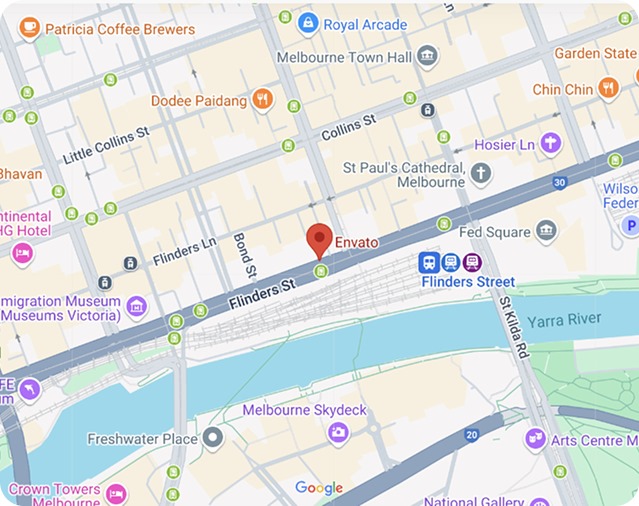 Patricia Coffee Brewers
Royal Arcade
Melbourne Town Hall
Garden State
Chin Chin
Dodee Paidang
Collins St
Little Collins St
Hosier Ln
Bhavan
St Paul's Cathedral,
Melbourne
30
Wilso
Feder
P
ntinental
HG Hotel
Flinders Ln
Bond St
Envato
Fed Square
Flinders St
Flinders Street
migration Museum
Museums Victoria)
St Kilda Rd
Yarra River
FE
um
Melbourne Skydeck
Freshwater Place
20
Arts Centre M
Crown Towers
Melbourne
Google
National Gallery